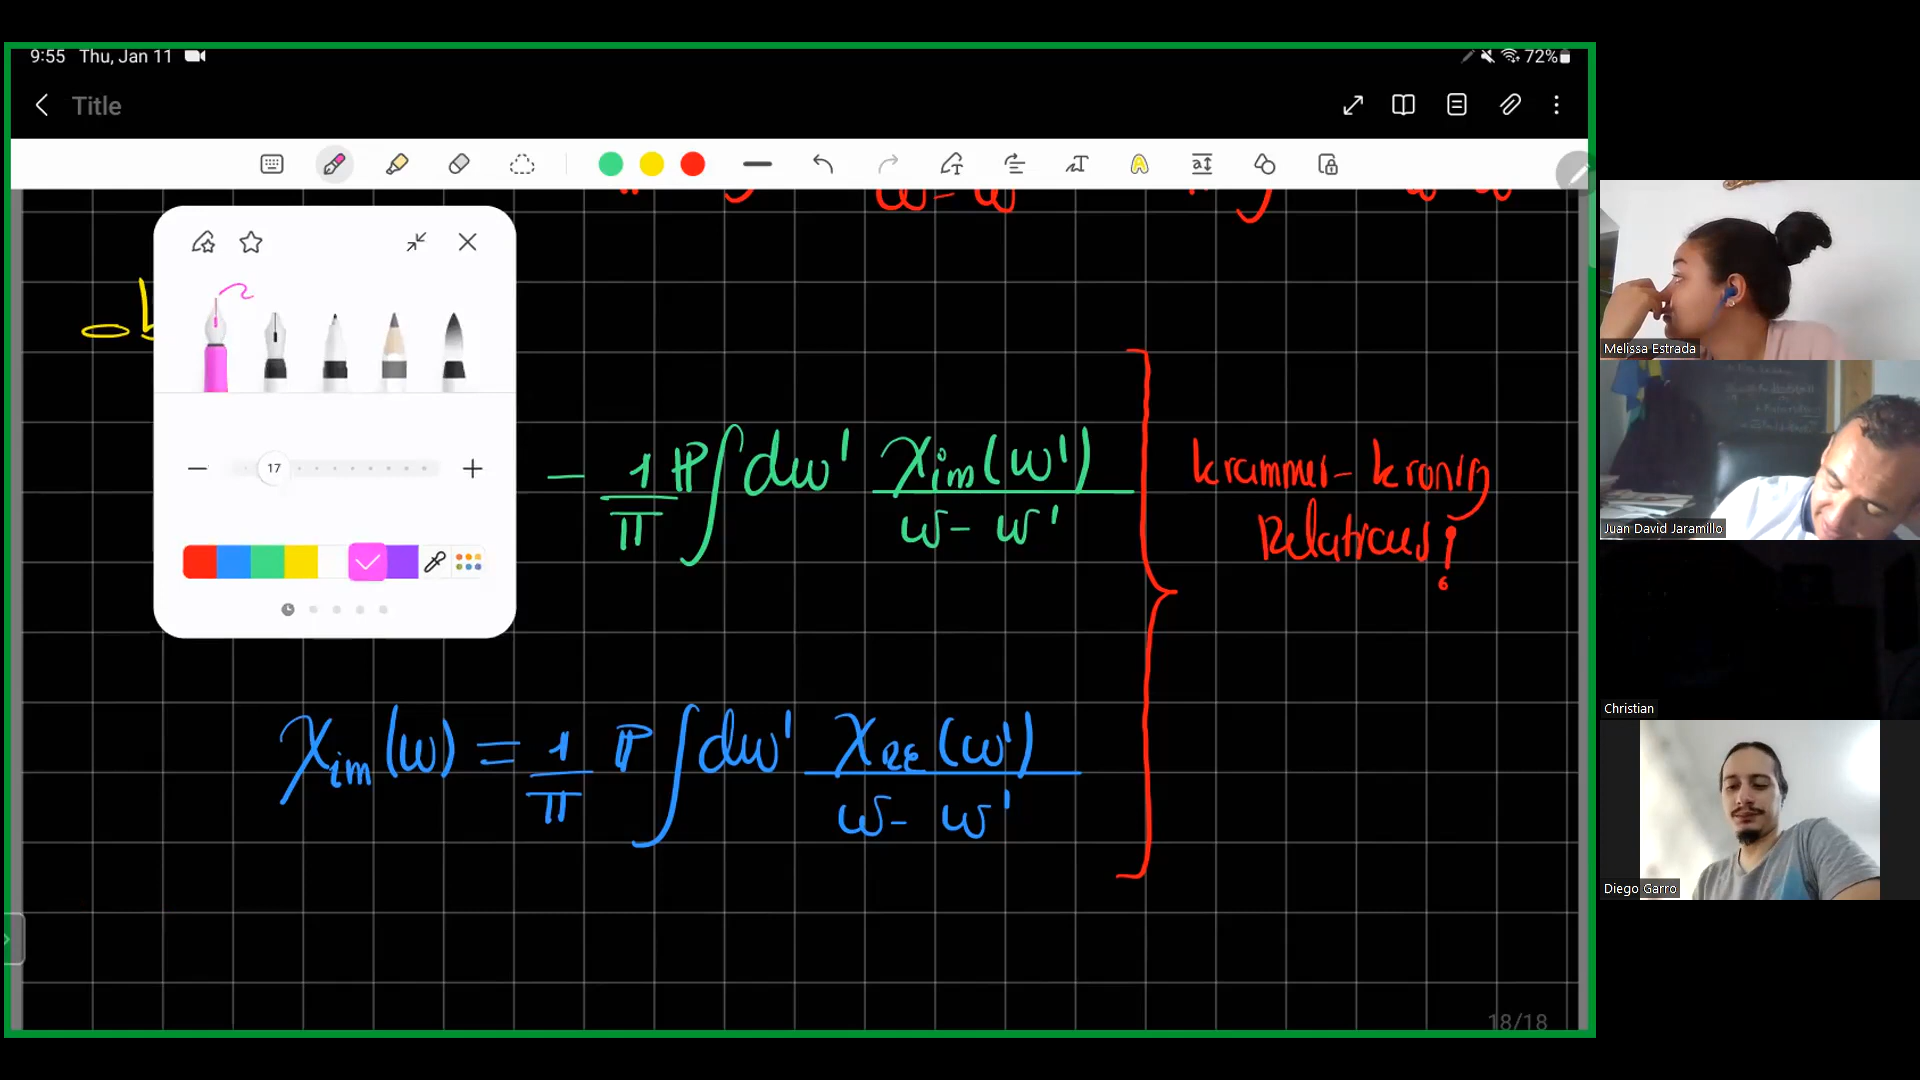 9:55 Thu, Jan 11 72%
Title
17
- 1/π ℙ∫dω' χim(ω')/ω-ω'
Krammer-Kronig
Relations!
χim(ω) = 1/π ℙ∫dω' χRe(ω')/ω-ω'
18/18
Melissa Estrada
Juan David Jaramillo
Christian
Diego Garro